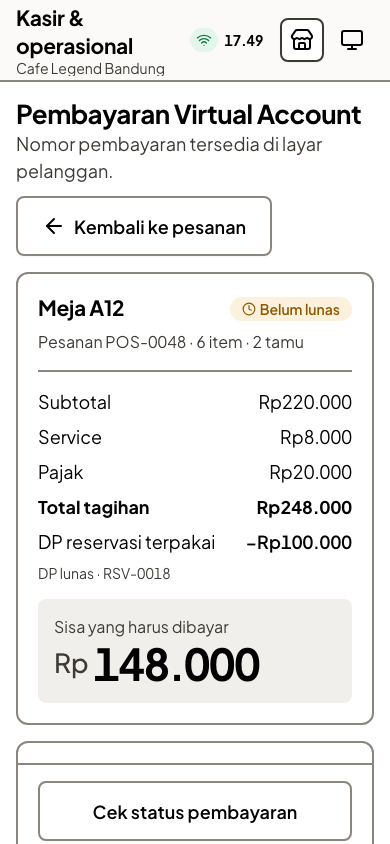 Kasir &
operasional
Cafe Legend Bandung
17.49
Pembayaran Virtual Account
Nomor pembayaran tersedia di layar
pelanggan.
Kembali ke pesanan
Meja A12
Belum lunas
Pesanan POS-0048 · 6 item · 2 tamu
Subtotal Rp220.000
Service Rp8.000
Pajak Rp20.000
Total tagihan Rp248.000
DP reservasi terpakai −Rp100.000
DP lunas · RSV-0018
Sisa yang harus dibayar
Rp 148.000
Cek status pembayaran